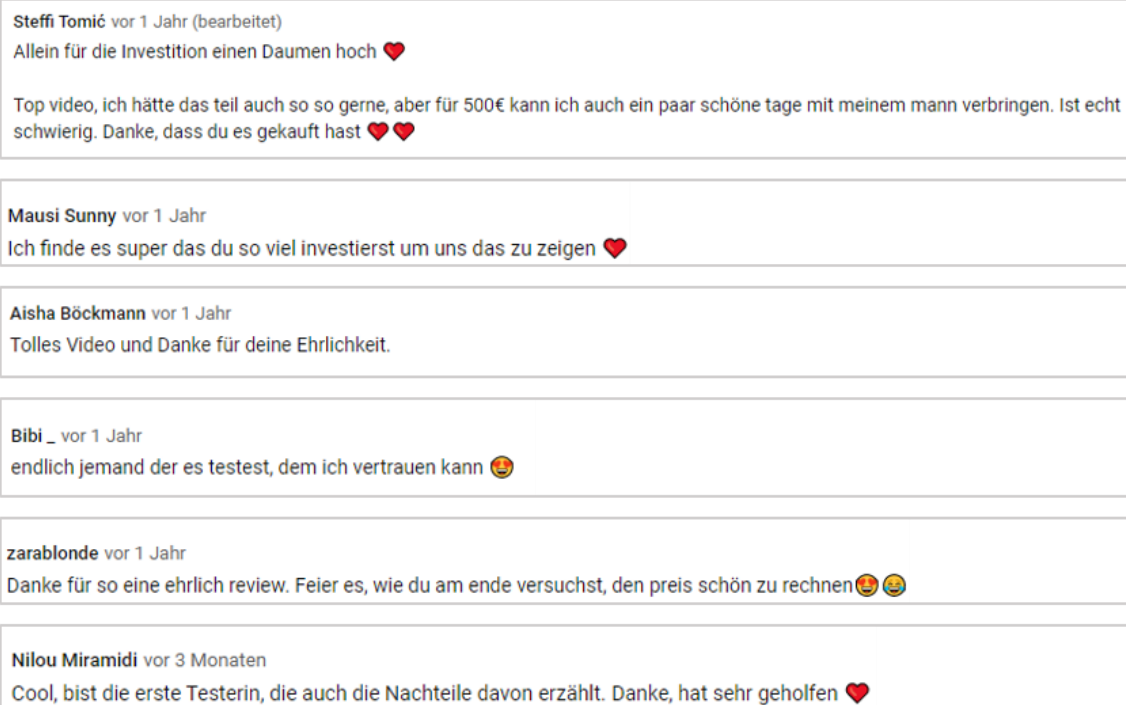 Steffi Tomić vor 1 Jahr (bearbeitet)
Allein für die Investition einen Daumen hoch ❤️
Top video, ich hätte das teil auch so so gerne, aber für 500€ kann ich auch ein paar schöne tage mit meinem mann verbringen. Ist echt
schwierig. Danke, dass du es gekauft hast ❤️ ❤️
Mausi Sunny vor 1 Jahr
Ich finde es super das du so viel investierst um uns das zu zeigen ❤️
Aisha Böckmann vor 1 Jahr
Tolles Video und Danke für deine Ehrlichkeit.
Bibi _ vor 1 Jahr
endlich jemand der es testest, dem ich vertrauen kann 😍
zarablonde vor 1 Jahr
Danke für so eine ehrlich review. Feier es, wie du am ende versuchst, den preis schön zu rechnen😍😂
Nilou Miramidi vor 3 Monaten
Cool, bist die erste Testerin, die auch die Nachteile davon erzählt. Danke, hat sehr geholfen ❤️